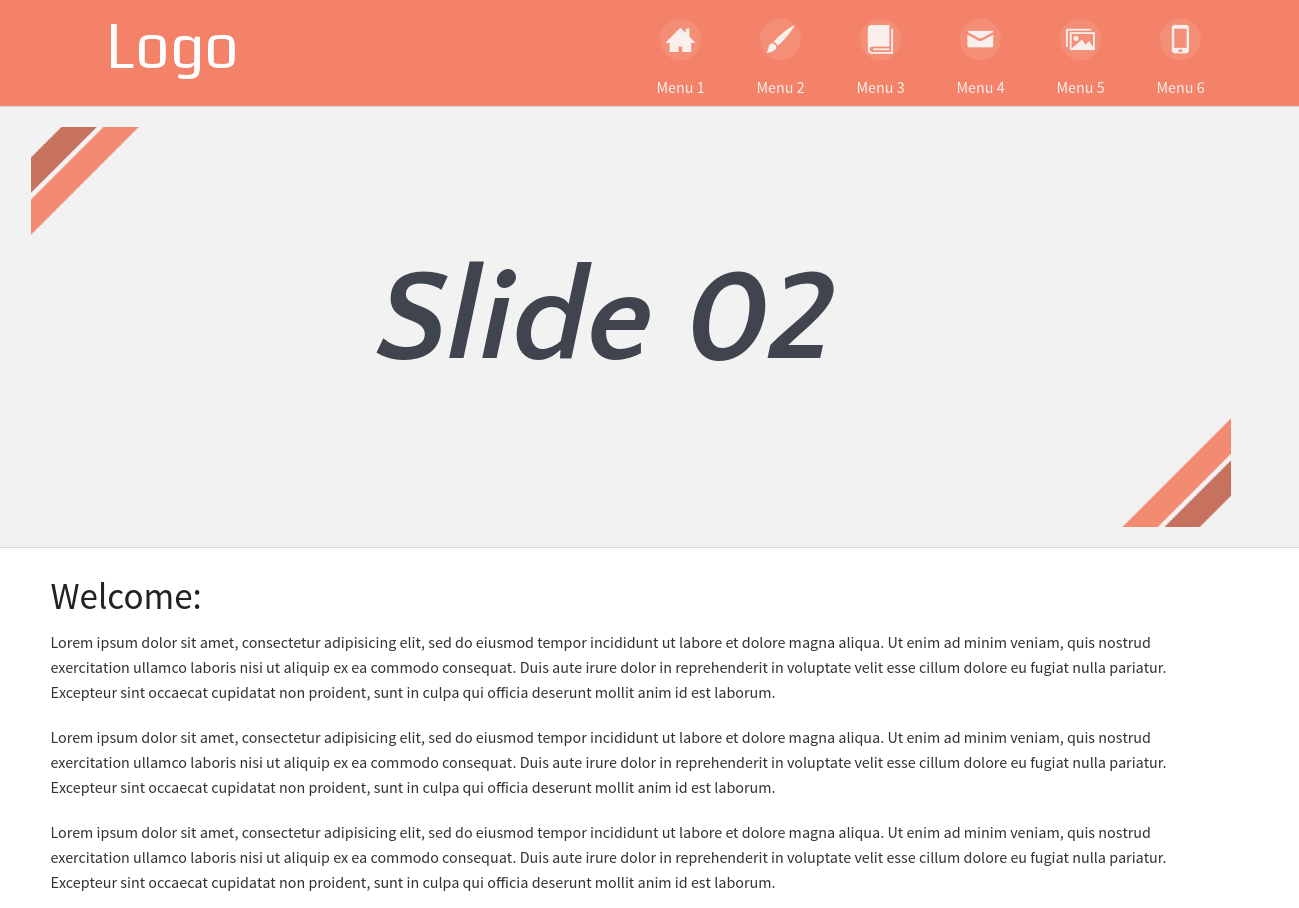 Logo
Menu 1
Menu 2
Menu 3
Menu 4
Menu 5
Menu 6
Slide 02
Welcome:
Lorem ipsum dolor sit amet, consectetur adipisicing elit, sed do eiusmod tempor incididunt ut labore et dolore magna aliqua. Ut enim ad minim veniam, quis nostrud
exercitation ullamco laboris nisi ut aliquip ex ea commodo consequat. Duis aute irure dolor in reprehenderit in voluptate velit esse cillum dolore eu fugiat nulla pariatur.
Excepteur sint occaecat cupidatat non proident, sunt in culpa qui officia deserunt mollit anim id est laborum.
Lorem ipsum dolor sit amet, consectetur adipisicing elit, sed do eiusmod tempor incididunt ut labore et dolore magna aliqua. Ut enim ad minim veniam, quis nostrud
exercitation ullamco laboris nisi ut aliquip ex ea commodo consequat. Duis aute irure dolor in reprehenderit in voluptate velit esse cillum dolore eu fugiat nulla pariatur.
Excepteur sint occaecat cupidatat non proident, sunt in culpa qui officia deserunt mollit anim id est laborum.
Lorem ipsum dolor sit amet, consectetur adipisicing elit, sed do eiusmod tempor incididunt ut labore et dolore magna aliqua. Ut enim ad minim veniam, quis nostrud
exercitation ullamco laboris nisi ut aliquip ex ea commodo consequat. Duis aute irure dolor in reprehenderit in voluptate velit esse cillum dolore eu fugiat nulla pariatur.
Excepteur sint occaecat cupidatat non proident, sunt in culpa qui officia deserunt mollit anim id est laborum.